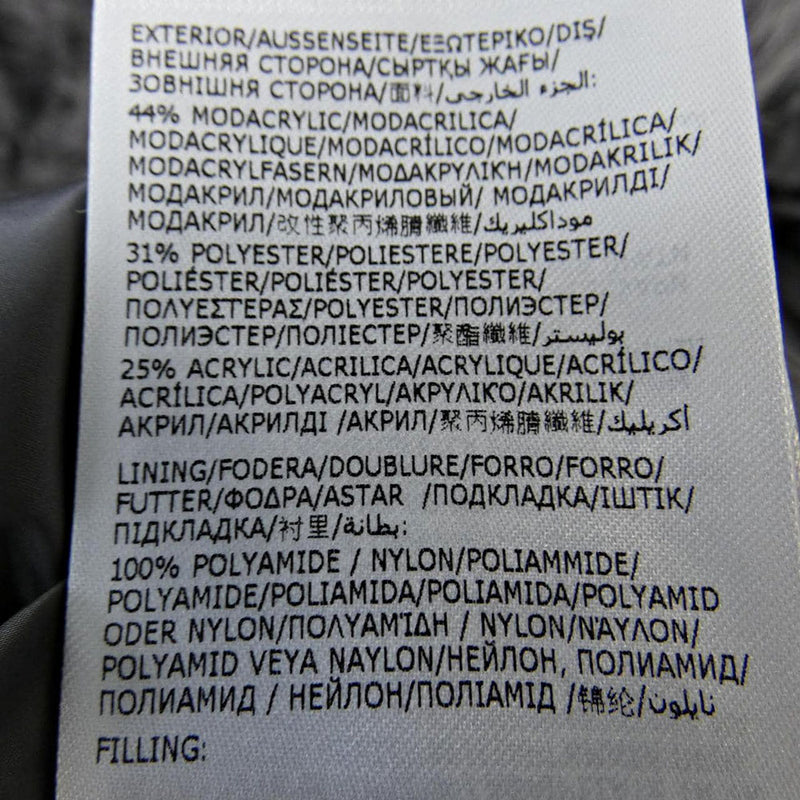 EXTERIOR/AUSSENSEITE/ΕΞΩΤΕΡΙΚΟ/DIŞ/
ВНЕШНЯЯ СТОРОНА/СЫРТҚЫ ЖАҒЫ/
ЗОВНІШНЯ СТОРОНА/面料/الجزء الخارجي:
44% MODACRYLIC/MODACRILICA/
MODACRYLIQUE/MODACRÍLICO/MODACRÍLICA/
MODACRYLFASERN/ΜΟΔΑΚΡΥΛΙΚΉ/MODAKRILIK/
МОДАКРИЛ/МОДАКРИЛОВЫЙ/ МОДАКРИЛДІ/
МОДАКРИЛ/改性聚丙烯腈纖維/موداكليريك
31% POLYESTER/POLIESTERE/POLYESTER/
POLIÉSTER/POLIÉSTER/POLYESTER/
ΠΟΛΥΕΣΤΕΡΑΣ/POLYESTER/ПОЛИЭСТЕР/
ПОЛИЭСТЕР/ПОЛІЕСТЕР/聚酯纖維/بوليستر
25% ACRYLIC/ACRILICA/ACRYLIQUE/ACRÍLICO/
ACRÍLICA/POLYACRYL/ΑΚΡΥΛΙΚΌ/AKRILIK/
АКРИЛ/АКРИЛДІ /АКРИЛ/聚丙烯腈纖維/أكريليك
LINING/FODERA/DOUBLURE/FORRO/FORRO/
FUTTER/ΦΟΔΡΑ/ASTAR /ПОДКЛАДКА/ІШТІК/
ПІДКЛАДКА/衬里/بطانة:
100% POLYAMIDE / NYLON/POLIAMMIDE/
POLYAMIDE/POLIAMIDA/POLIAMIDA/POLYAMID
ODER NYLON/ΠΟΛΥΑΜΊΔΗ / NYLON/ΝΆΥΛΟΝ/
POLYAMID VEYA NAYLON/НЕЙЛОН, ПОЛИАМИД/
ПОЛИАМИД / НЕЙЛОН/ПОЛІАМІД /锦纶/نايلون
FILLING: